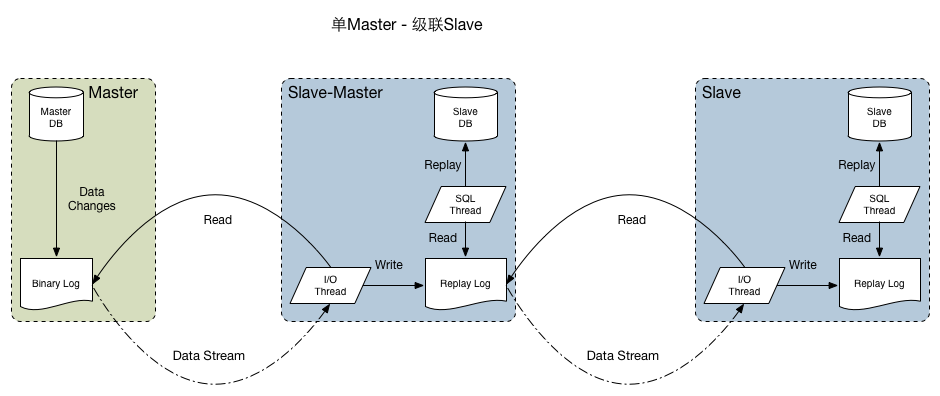 单Master - 级联Slave
Master
Master
DB
Data
Changes
Binary Log
Read
Data Stream
Slave-Master
Slave
DB
Replay
SQL
Thread
Read
I/O
Thread
Write
Replay Log
Read
Data Stream
Slave
Slave
DB
Replay
SQL
Thread
Read
I/O
Thread
Write
Replay Log